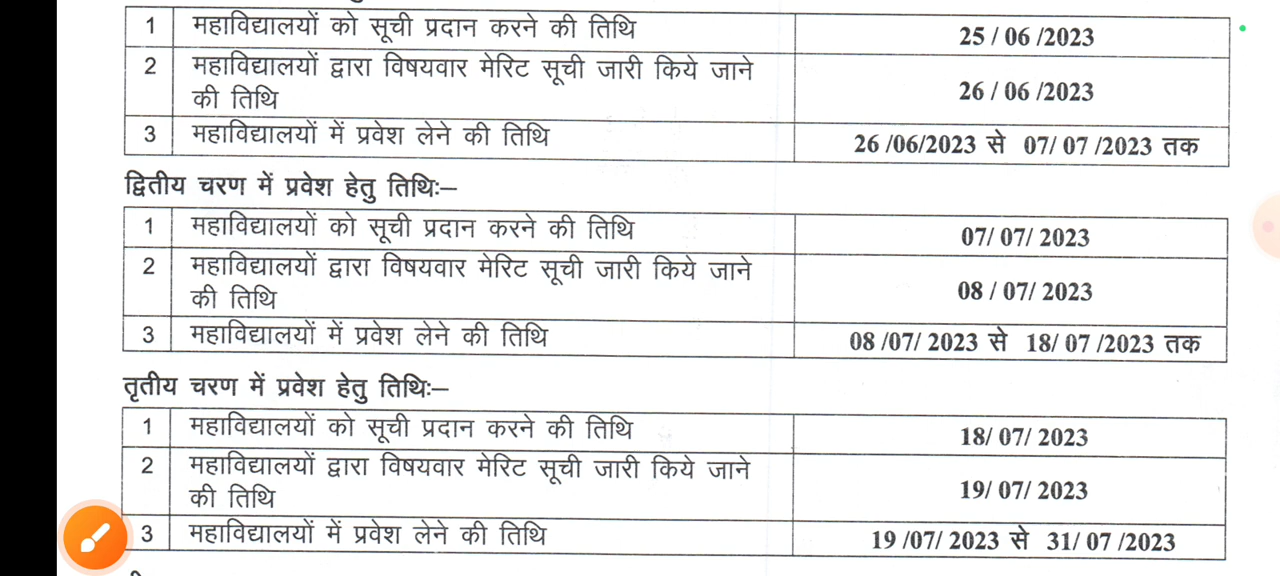 1 महाविद्यालयों को सूची प्रदान करने की तिथि 25 / 06 /2023
2 महाविद्यालयों द्वारा विषयवार मेरिट सूची जारी किये जाने
की तिथि 26 / 06 /2023
3 महाविद्यालयों में प्रवेश लेने की तिथि 26 /06/2023 से 07/ 07 /2023 तक
द्वितीय चरण में प्रवेश हेतु तिथिः–
1 महाविद्यालयों को सूची प्रदान करने की तिथि 07/ 07/ 2023
2 महाविद्यालयों द्वारा विषयवार मेरिट सूची जारी किये जाने
की तिथि 08 / 07/ 2023
3 महाविद्यालयों में प्रवेश लेने की तिथि 08 /07/ 2023 से 18/ 07 /2023 तक
तृतीय चरण में प्रवेश हेतु तिथिः–
1 महाविद्यालयों को सूची प्रदान करने की तिथि 18/ 07/ 2023
2 महाविद्यालयों द्वारा विषयवार मेरिट सूची जारी किये जाने
की तिथि 19/ 07/ 2023
3 महाविद्यालयों में प्रवेश लेने की तिथि 19 /07/ 2023 से 31/ 07 /2023